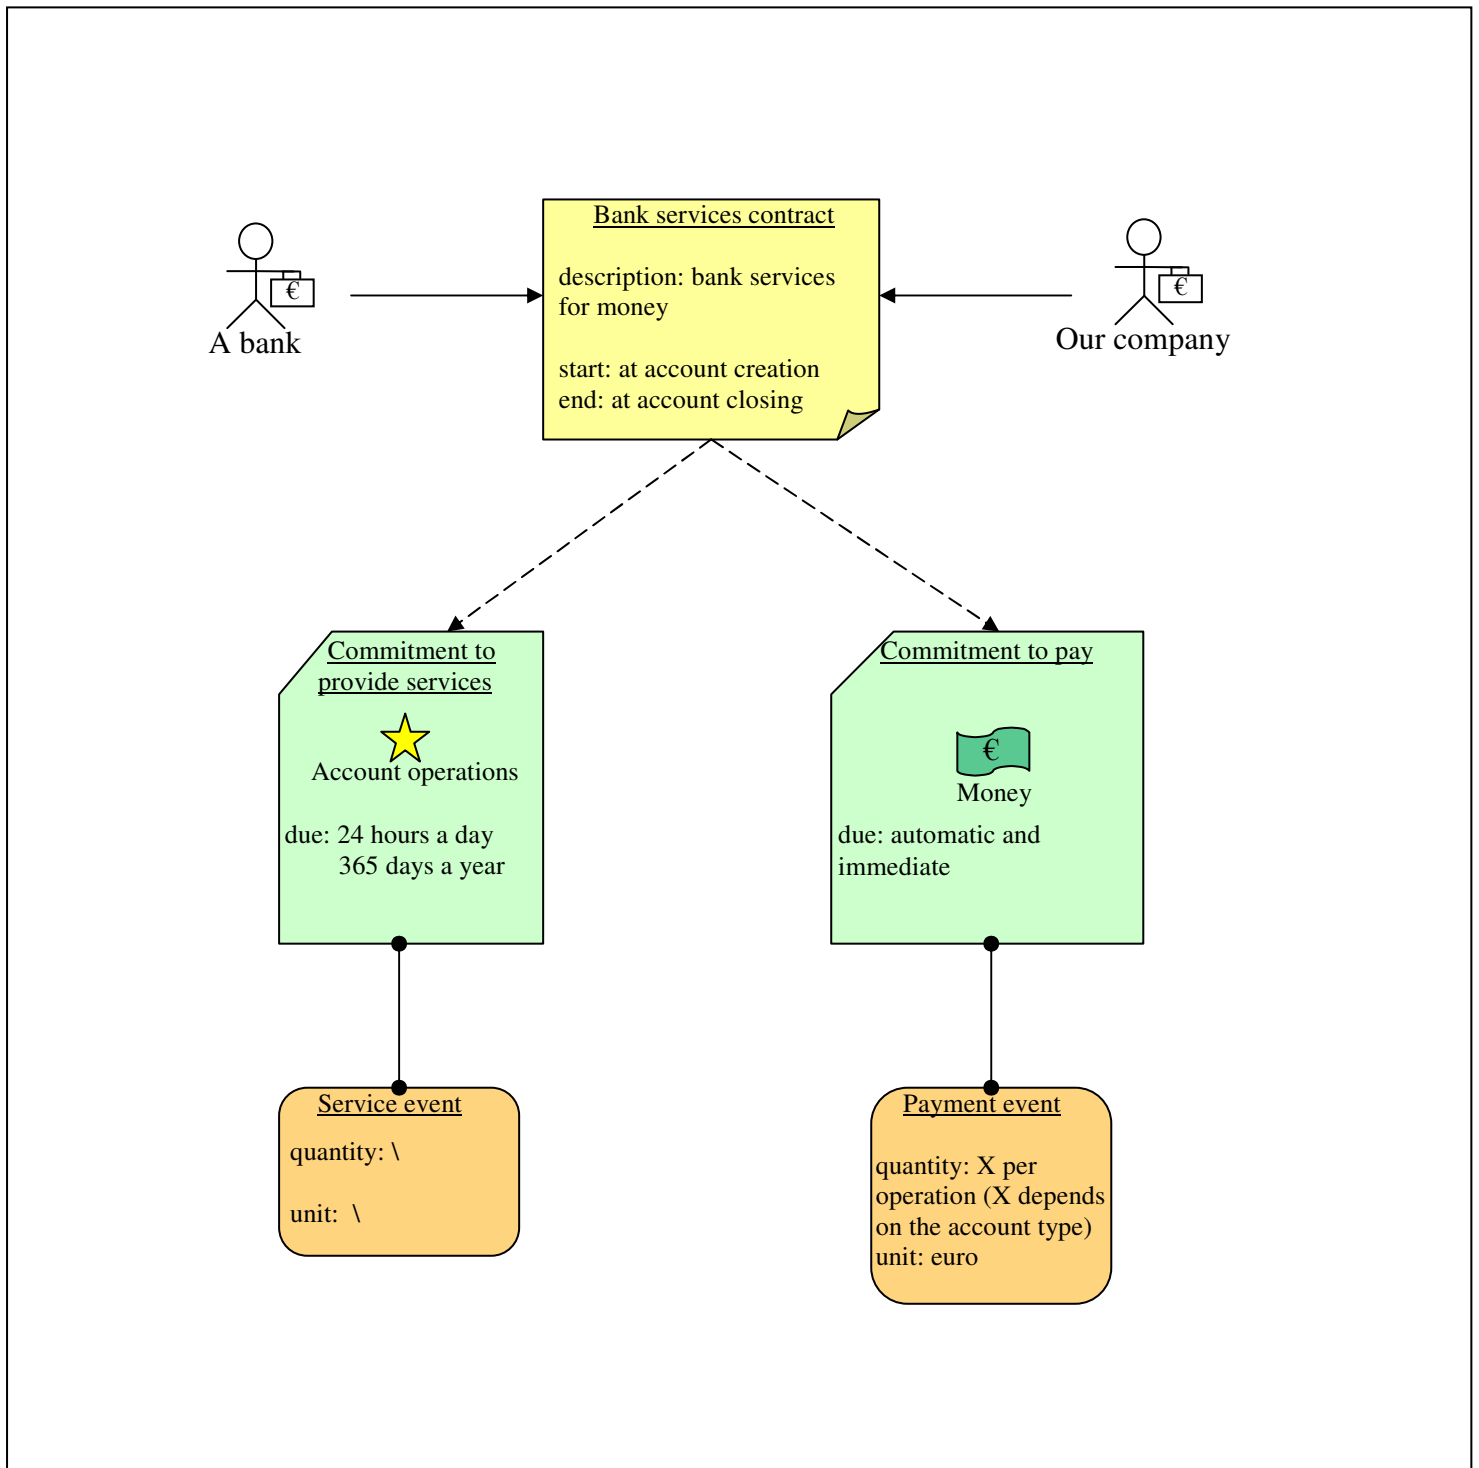 Bank services contract
description: bank services
for money
start: at account creation
end: at account closing
€
A bank
€
Our company
Commitment to
provide services
Account operations
due: 24 hours a day
365 days a year
Commitment to pay
€
Money
due: automatic and
immediate
Service event
quantity: \
unit: \
Payment event
quantity: X per
operation (X depends
on the account type)
unit: euro